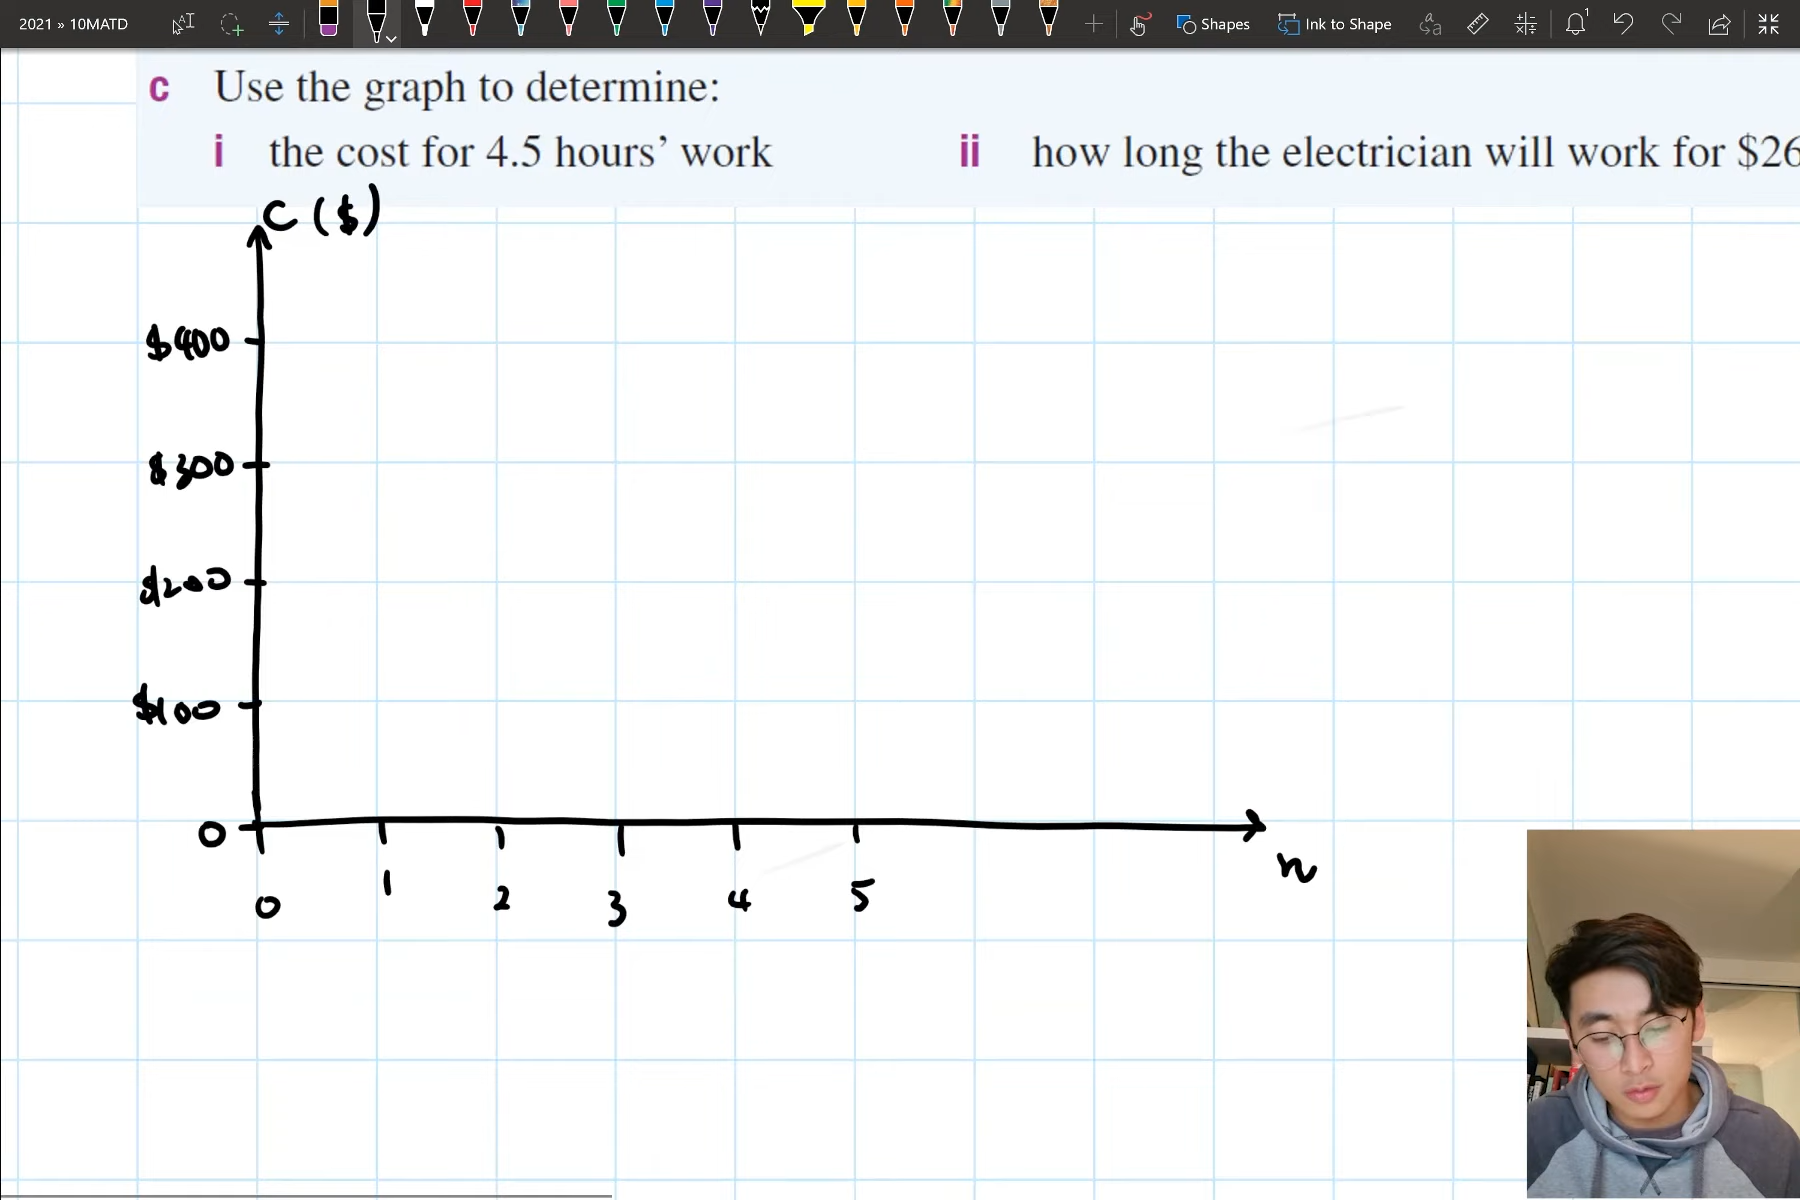 2021 » 10MATD
Shapes
Ink to Shape
1
c Use the graph to determine:
i the cost for 4.5 hours’ work
ii how long the electrician will work for $26
C ($)
$400
$300
$200
$100
0
0 1 2 3 4 5
n